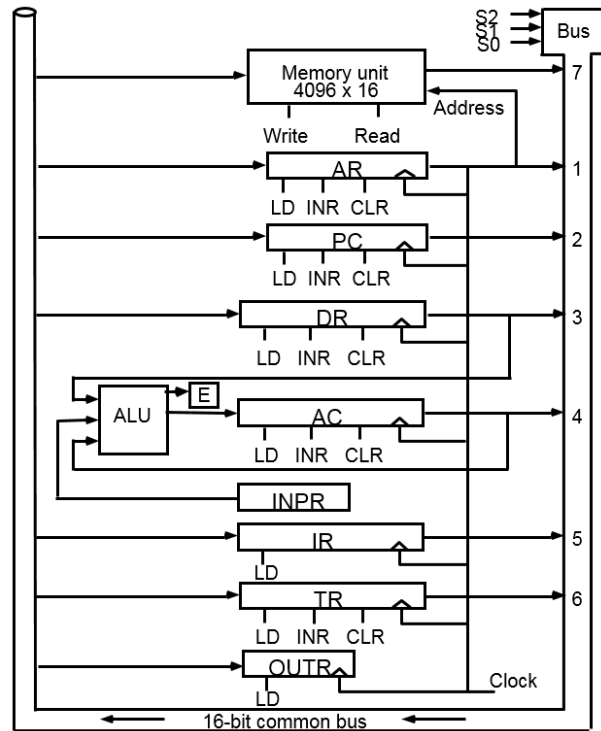 S2
S1
S0
Bus
Memory unit
4096 x 16
7
Address
Write Read
AR
1
LD INR CLR
PC
2
LD INR CLR
DR
3
LD INR CLR
ALU
E
AC
4
LD INR CLR
INPR
IR
5
LD
TR
6
LD INR CLR
OUTR
LD
Clock
16-bit common bus